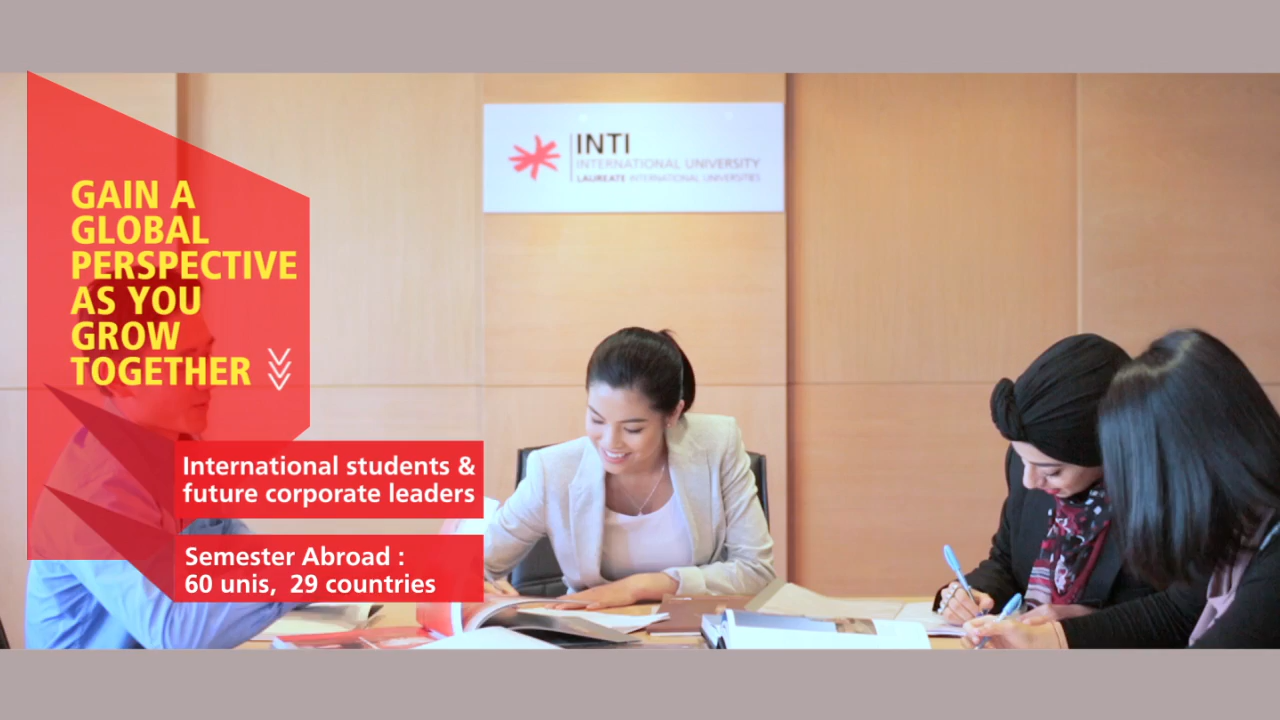 GAIN A
GLOBAL
PERSPECTIVE
AS YOU
GROW
TOGETHER
International students &
future corporate leaders
Semester Abroad :
60 unis,  29 countries
INTI
INTERNATIONAL UNIVERSITY
LAUREATE INTERNATIONAL UNIVERSITIES